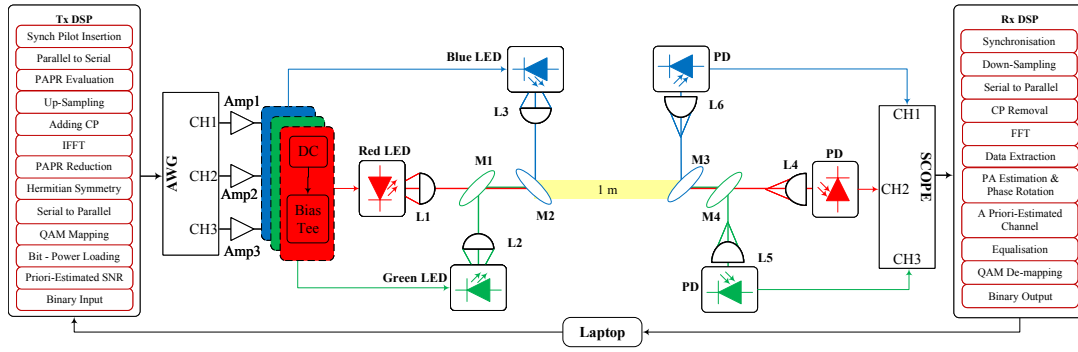 Tx DSP
Synch Pilot Insertion
Parallel to Serial
PAPR Evaluation
Up-Sampling
Adding CP
IFFT
PAPR Reduction
Hermitian Symmetry
Serial to Parallel
QAM Mapping
Bit - Power Loading
Priori-Estimated SNR
Binary Input
AWG
CH1
CH2
CH3
Amp1
Amp2
Amp3
DC
Bias
Tee
Blue LED
L3
Red LED
L1
M1
M2
L2
Green LED
1 m
PD
L6
M3
L4
PD
M4
L5
PD
CH1
CH2
CH3
SCOPE
Rx DSP
Synchronisation
Down-Sampling
Serial to Parallel
CP Removal
FFT
Data Extraction
PA Estimation &
Phase Rotation
A Priori-Estimated
Channel
Equalisation
QAM De-mapping
Binary Output
Laptop